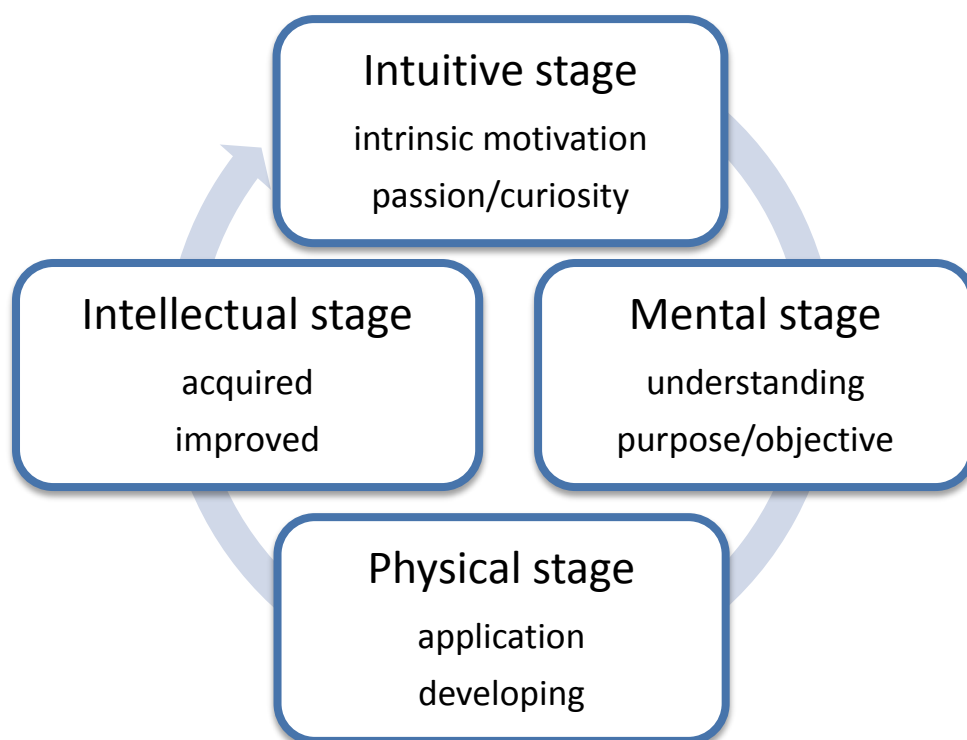 Intuitive stage
intrinsic motivation
passion/curiosity
Mental stage
understanding
purpose/objective
Physical stage
application
developing
Intellectual stage
acquired
improved